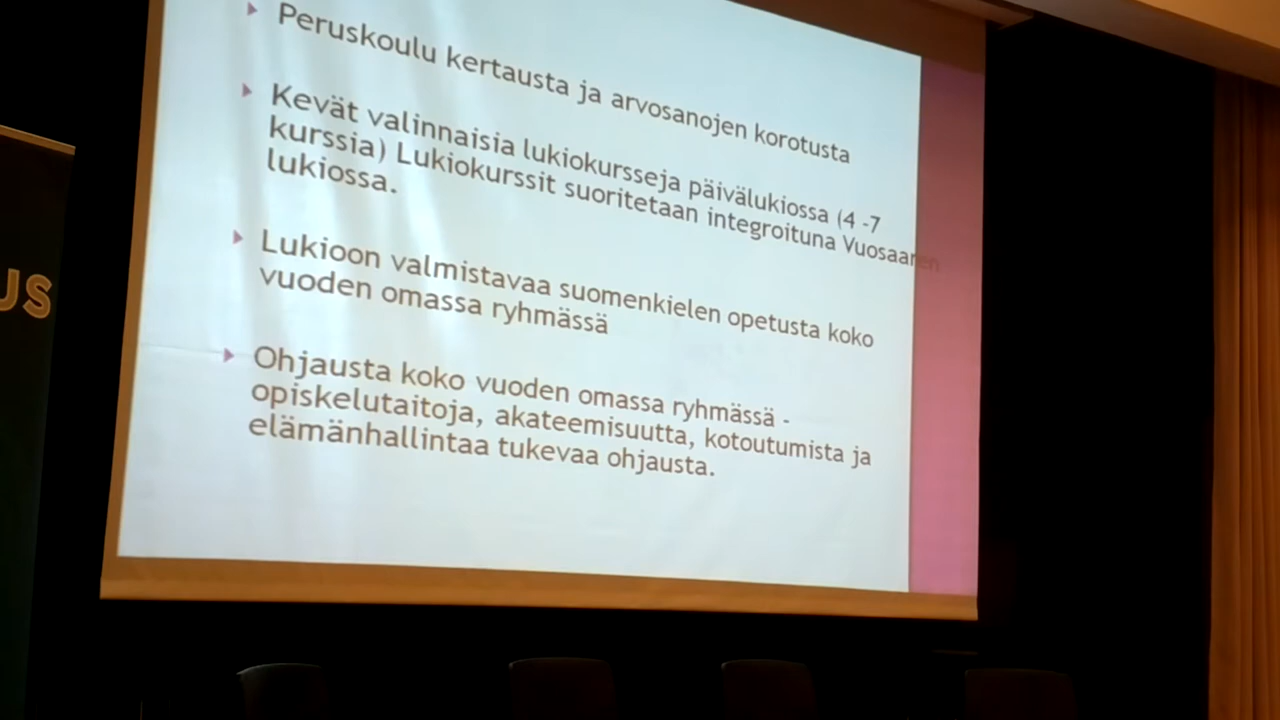 Peruskoulu kertausta ja arvosanojen korotusta
Kevät valinnaisia lukiokursseja päivälukiossa (4 -7
kurssia) Lukiokurssit suoritetaan integroituna Vuosaaren
lukiossa.
Lukioon valmistavaa suomenkielen opetusta koko
vuoden omassa ryhmässä
Ohjausta koko vuoden omassa ryhmässä -
opiskelutaitoja, akateemisuutta, kotoutumista ja
elämänhallintaa tukevaa ohjausta.
US